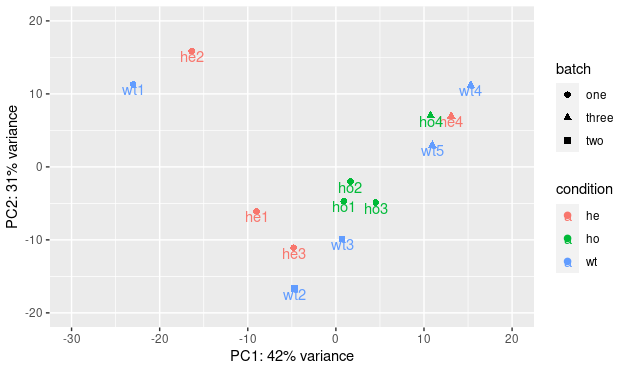 20
10
0
-10
-20
PC2: 31% variance
he2
wt1
wt4
ho4
he4
wt5
ho2
ho1
ho3
he1
wt3
he3
wt2
-30
-20
-10
0
10
20
PC1: 42% variance
batch
one
three
two
condition
a he
a ho
a wt